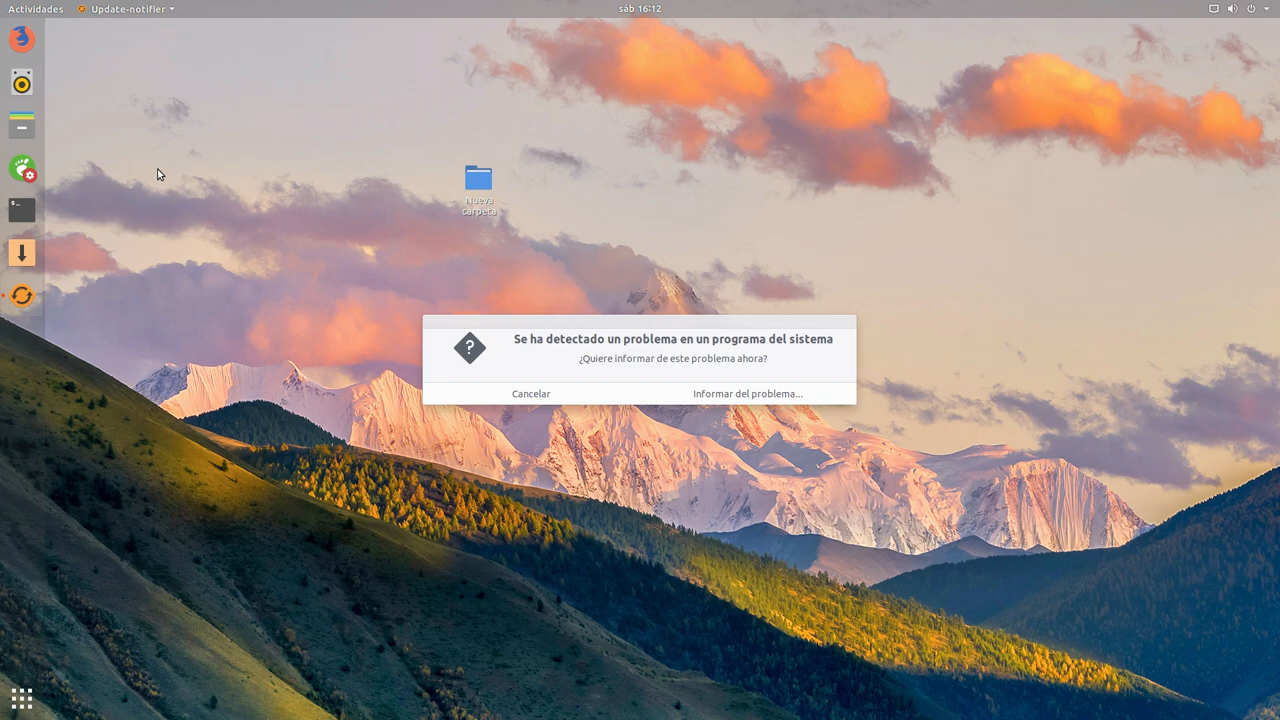 Actividades
Update-notifier
sáb 16:12
$_
Nueva
carpeta
?
Se ha detectado un problema en un programa del sistema
¿Quiere informar de este problema ahora?
Cancelar
Informar del problema...